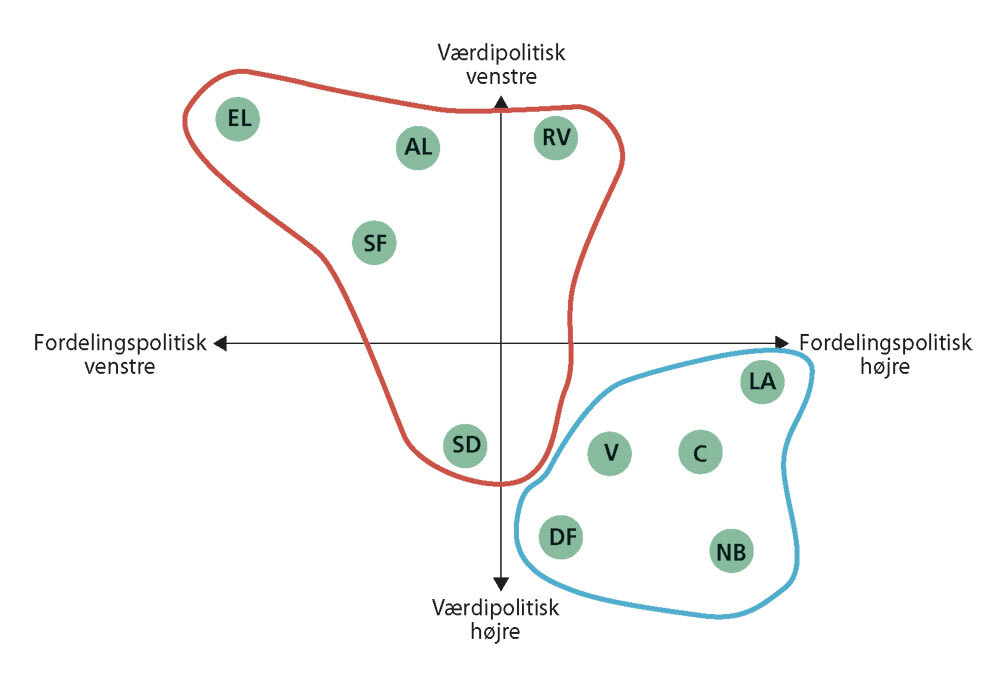 Værdipolitisk
venstre
EL
AL
RV
SF
Fordelingspolitisk
venstre
Fordelingspolitisk
højre
LA
SD
V
C
DF
NB
Værdipolitisk
højre